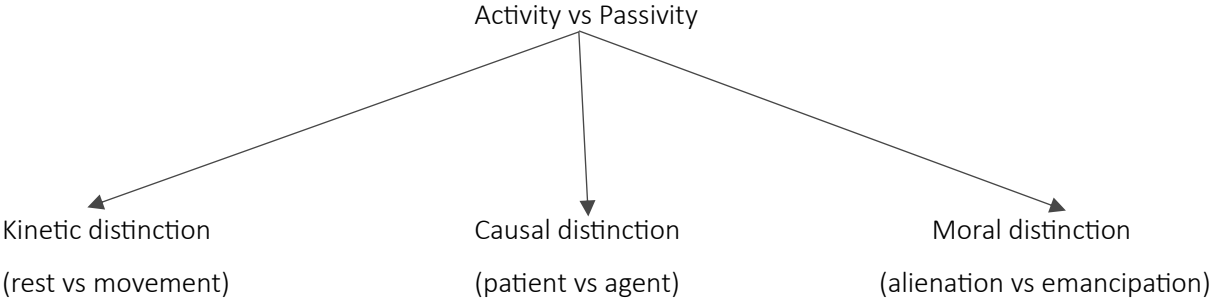 Activity vs Passivity
Kinetic distinction
(rest vs movement)
Causal distinction
(patient vs agent)
Moral distinction
(alienation vs emancipation)